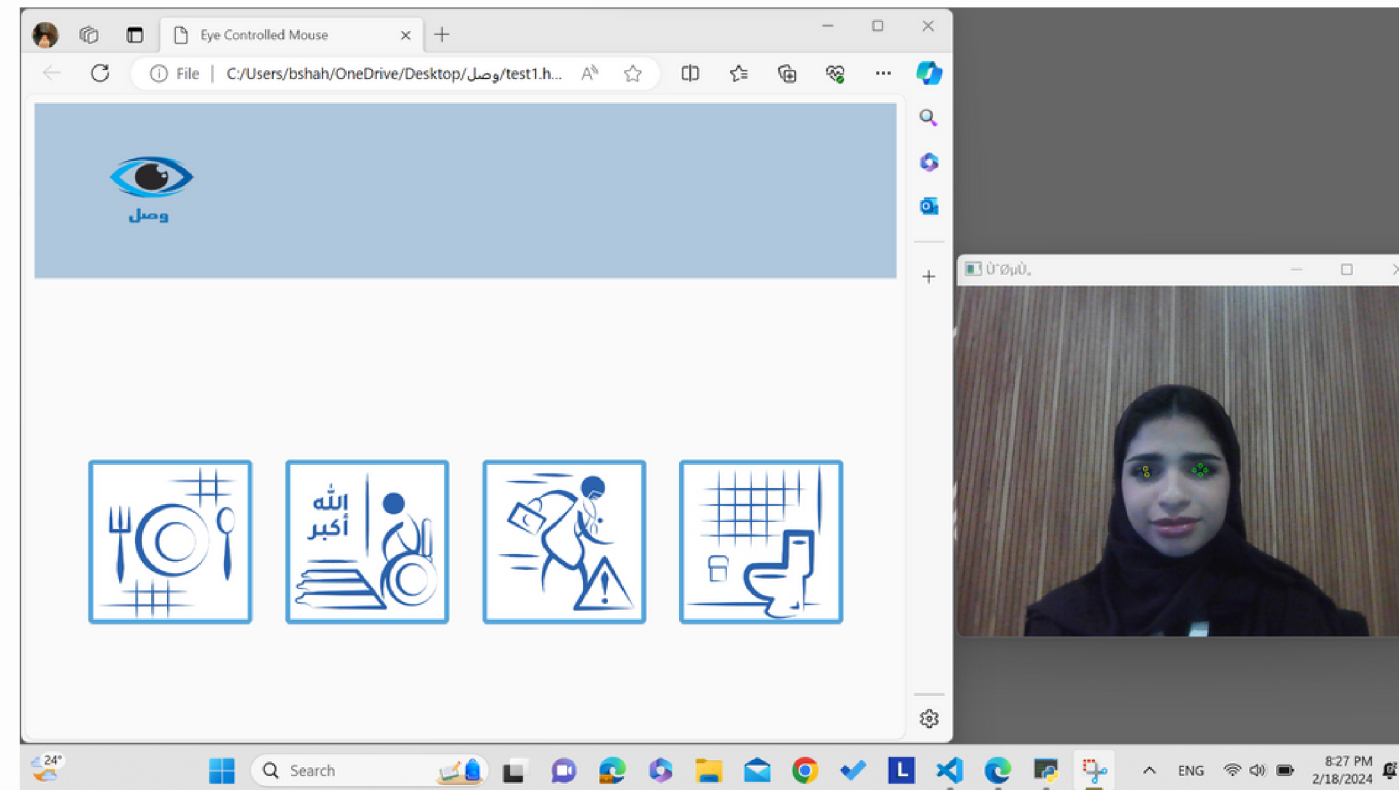 Eye Controlled Mouse
File | C:/Users/bshah/OneDrive/Desktop/وصل/test1.h...
وصل
الله
أكبر
ÙˆØµÙ„
24°
Search
L
ENG
8:27 PM
2/18/2024